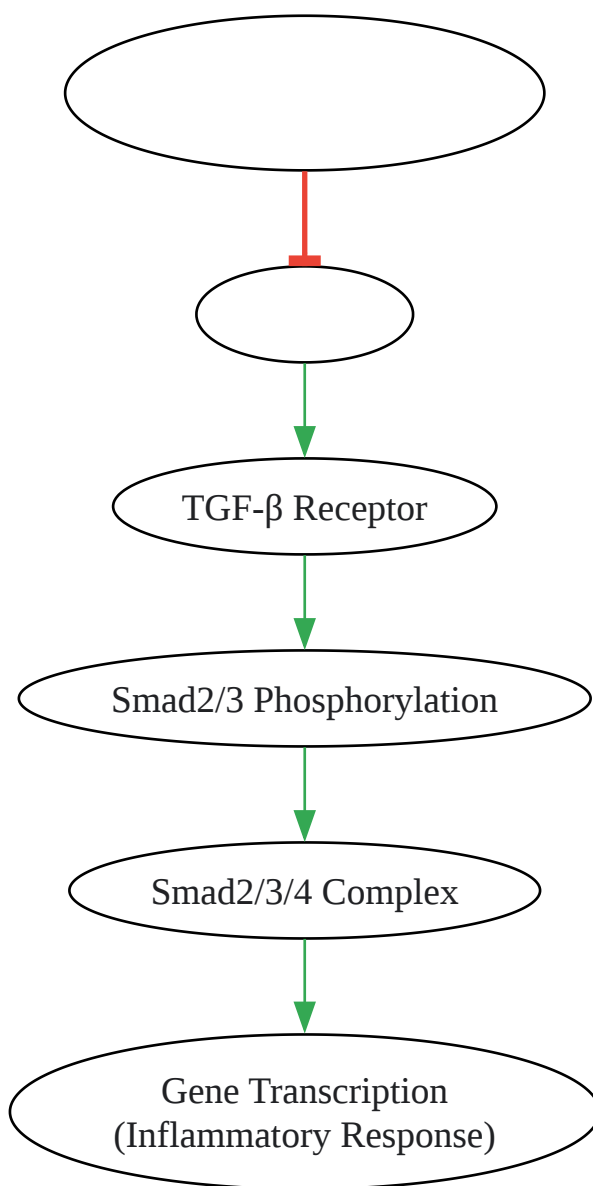 TGF-β Receptor
Smad2/3 Phosphorylation
Smad2/3/4 Complex
Gene Transcription
(Inflammatory Response)